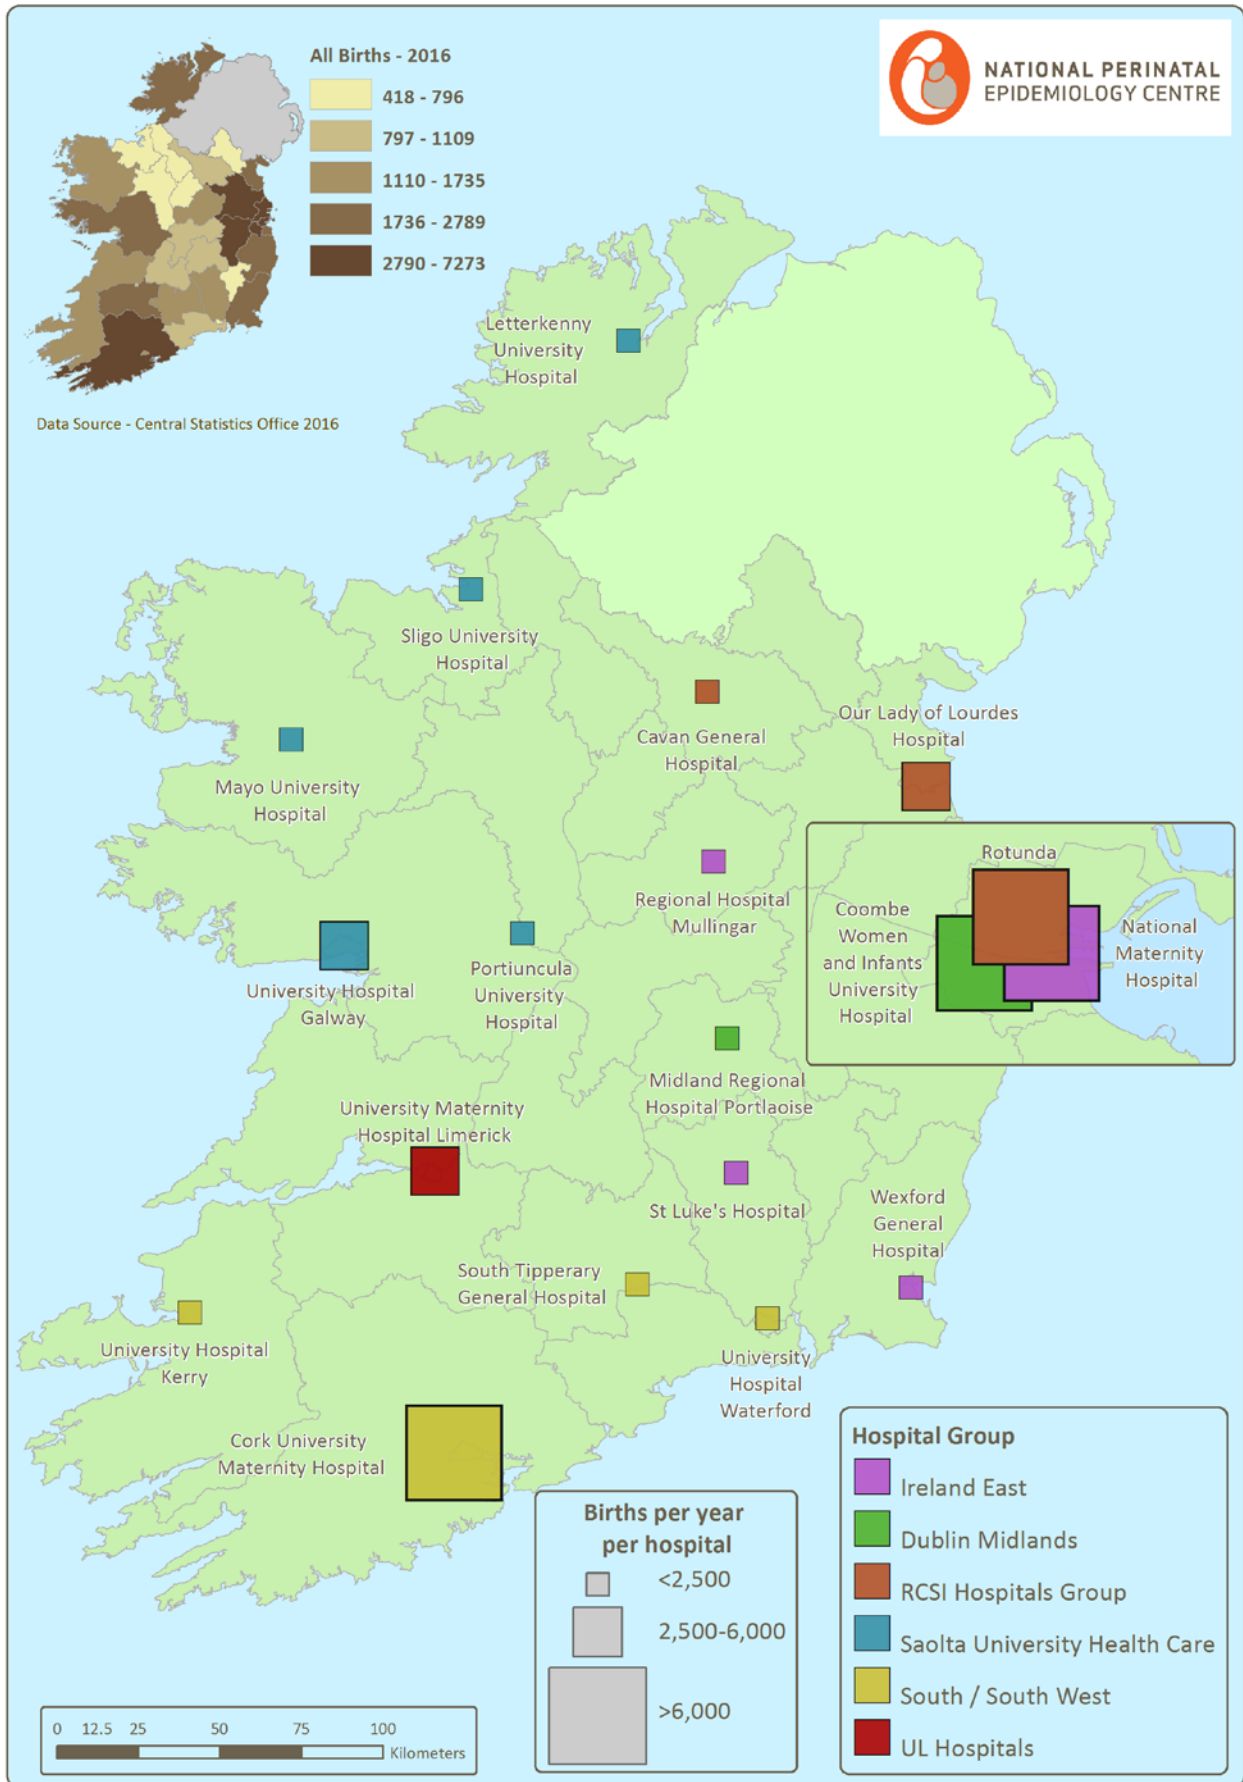 All Births - 2016
418 - 796
797 - 1109
1110 - 1735
1736 - 2789
2790 - 7273
Data Source - Central Statistics Office 2016
NATIONAL PERINATAL
EPIDEMIOLOGY CENTRE
Letterkenny
University
Hospital
Sligo University
Hospital
Cavan General
Hospital
Our Lady of Lourdes
Hospital
Mayo University
Hospital
Regional Hospital
Mullingar
Rotunda
Coombe
Women
and Infants
University
Hospital
National
Maternity
Hospital
University Hospital
Galway
Portiuncula
University
Hospital
Midland Regional
Hospital Portlaoise
University Maternity
Hospital Limerick
St Luke's Hospital
Wexford
General
Hospital
South Tipperary
General Hospital
University Hospital
Kerry
University
Hospital
Waterford
Cork University
Maternity Hospital
Births per year
per hospital
<2,500
2,500-6,000
>6,000
Hospital Group
Ireland East
Dublin Midlands
RCSI Hospitals Group
Saolta University Health Care
South / South West
UL Hospitals
0 12.5 25 50 75 100
Kilometers